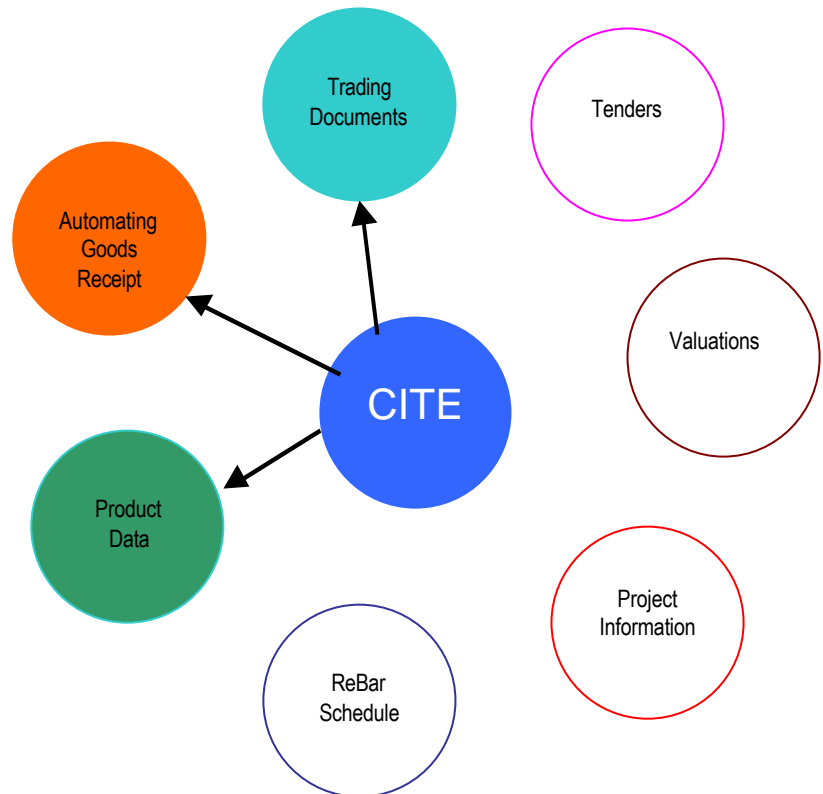 Trading
Documents
Tenders
Automating
Goods
Receipt
Valuations
CITE
Product
Data
Project
Information
ReBar
Schedule